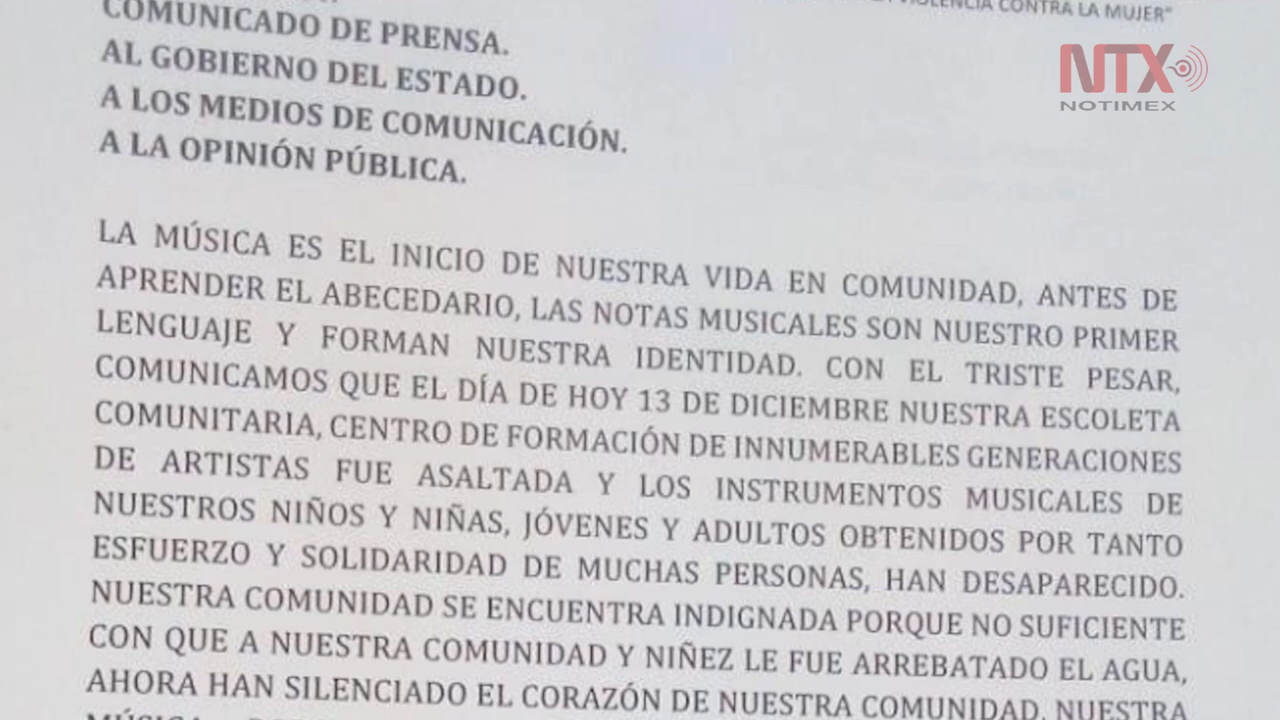 VIOLENCIA CONTRA LA MUJER"
COMUNICADO DE PRENSA.
AL GOBIERNO DEL ESTADO.
A LOS MEDIOS DE COMUNICACIÓN.
A LA OPINIÓN PÚBLICA.
NTX
NOTIMEX
LA MÚSICA ES EL INICIO DE NUESTRA VIDA EN COMUNIDAD, ANTES DE
APRENDER EL ABECEDARIO, LAS NOTAS MUSICALES SON NUESTRO PRIMER
LENGUAJE Y FORMAN NUESTRA IDENTIDAD. CON EL TRISTE PESAR,
COMUNICAMOS QUE EL DÍA DE HOY 13 DE DICIEMBRE NUESTRA ESCOLETA
COMUNITARIA, CENTRO DE FORMACIÓN DE INNUMERABLES GENERACIONES
DE ARTISTAS FUE ASALTADA Y LOS INSTRUMENTOS MUSICALES DE
NUESTROS NIÑOS Y NIÑAS, JÓVENES Y ADULTOS OBTENIDOS POR TANTO
ESFUERZO Y SOLIDARIDAD DE MUCHAS PERSONAS, HAN DESAPARECIDO.
NUESTRA COMUNIDAD SE ENCUENTRA INDIGNADA PORQUE NO SUFICIENTE
CON QUE A NUESTRA COMUNIDAD Y NIÑEZ LE FUE ARREBATADO EL AGUA,
AHORA HAN SILENCIADO EL CORAZÓN DE NUESTRA COMUNIDAD, NUESTRA
MÚSICA